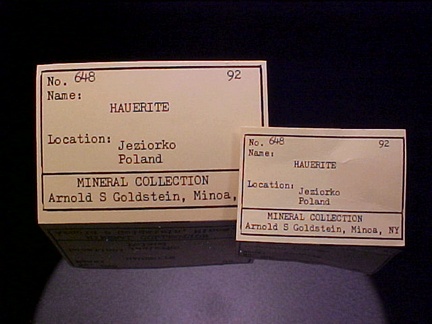 No. 648 92
Name:
HAUERITE
Location: Jeziorko
Poland
MINERAL COLLECTION
Arnold S Goldstein, Minoa,
No. 648 92
Name:
HAUERITE
Location: Jeziorko
Poland
MINERAL COLLECTION
Arnold S Goldstein, Minoa, NY